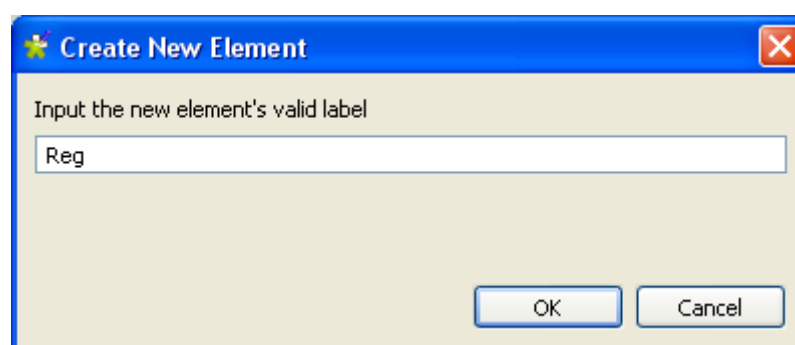 Create New Element
Input the new element's valid label
Reg
OK Cancel